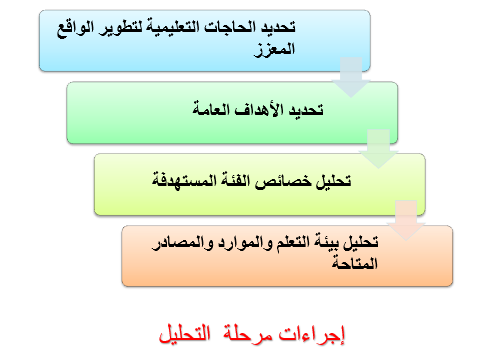 تحديد الحاجات التعليمية لتطوير الواقع
المعزز
تحديد الأهداف العامة
تحليل خصائص الفئة المستهدفة
تحليل بيئة التعلم والموارد والمصادر
المتاحة
إجراءات مرحلة التحليل